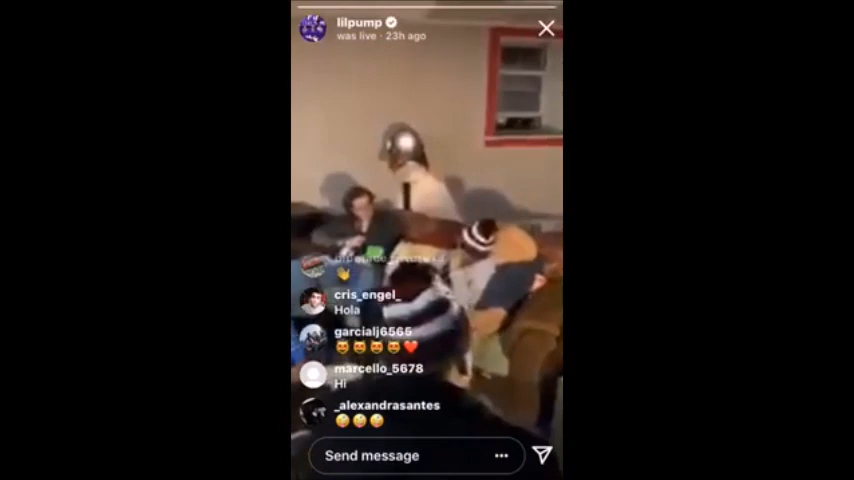 lilpump
was live · 23h ago
cris_engel_
Hola
garcialj6565
marcello_5678
Hi
_alexandrasantes
Send message